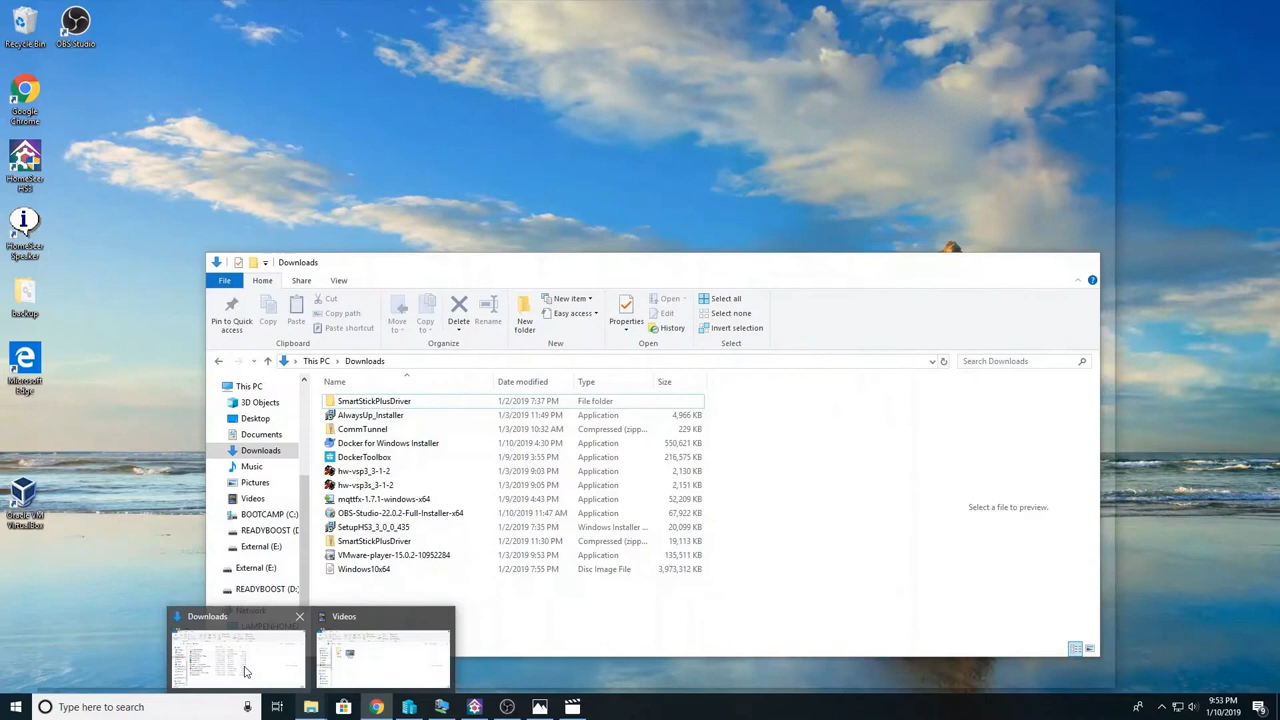 Recycle Bin
OBS Studio
Google
Chrome
HomeSeer
HS3
HomeSeer
Speaker
backup
Microsoft
Edge
Oracle VM
VirtualBox
Downloads
File
Home
Share
View
Pin to Quick
access
Copy
Paste
Cut
Copy path
Paste shortcut
Clipboard
Move
to
Copy
to
Delete
Rename
Organize
New
folder
New item
Easy access
New
Properties
Open
Edit
History
Open
Select all
Select none
Invert selection
Select
This PC
Downloads
Search Downloads
This PC
3D Objects
Desktop
Documents
Downloads
Music
Pictures
Videos
BOOTCAMP (C:)
READYBOOST (D
External (E:)
External (E:)
READYBOOST (D:)
Network
LAMPENHOME
Name Date modified Type Size
SmartStickPlusDriver 1/2/2019 7:37 PM File folder
AlwaysUp_Installer 1/3/2019 11:49 PM Application 4,966 KB
CommTunnel 1/3/2019 10:32 AM Compressed (zipp... 229 KB
Docker for Windows Installer 1/10/2019 4:30 PM Application 550,621 KB
DockerToolbox 1/9/2019 3:55 PM Application 216,575 KB
hw-vsp3_3-1-2 1/3/2019 9:03 PM Application 2,130 KB
hw-vsp3s_3-1-2 1/3/2019 9:05 PM Application 2,151 KB
mqttfx-1.7.1-windows-x64 1/9/2019 4:43 PM Application 52,209 KB
OBS-Studio-22.0.2-Full-Installer-x64 1/10/2019 11:47 AM Application 67,922 KB
SetupHS3_3_0_0_435 1/2/2019 7:35 PM Windows Installer ... 20,099 KB
SmartStickPlusDriver 1/2/2019 11:30 PM Compressed (zipp... 19,113 KB
VMware-player-15.0.2-10952284 1/3/2019 9:53 PM Application 135,511 KB
Windows10x64 1/2/2019 7:55 PM Disc Image File 3,973,312 KB
Select a file to preview.
Downloads
Videos
Type here to search
9:53 PM
1/10/2019